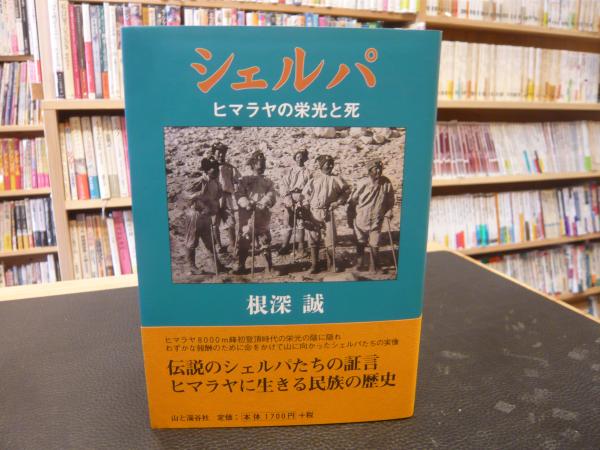 シェルパ
ヒマラヤの栄光と死
根深 誠
ヒマラヤ8000m峰初登頂時代の栄光の陰に隠れ
わずかな報酬のために命をかけて山に向かったシェルパたちの実像
伝説のシェルパたちの証言
ヒマラヤに生きる民族の歴史
山と溪谷社 定価:本体1700円+税